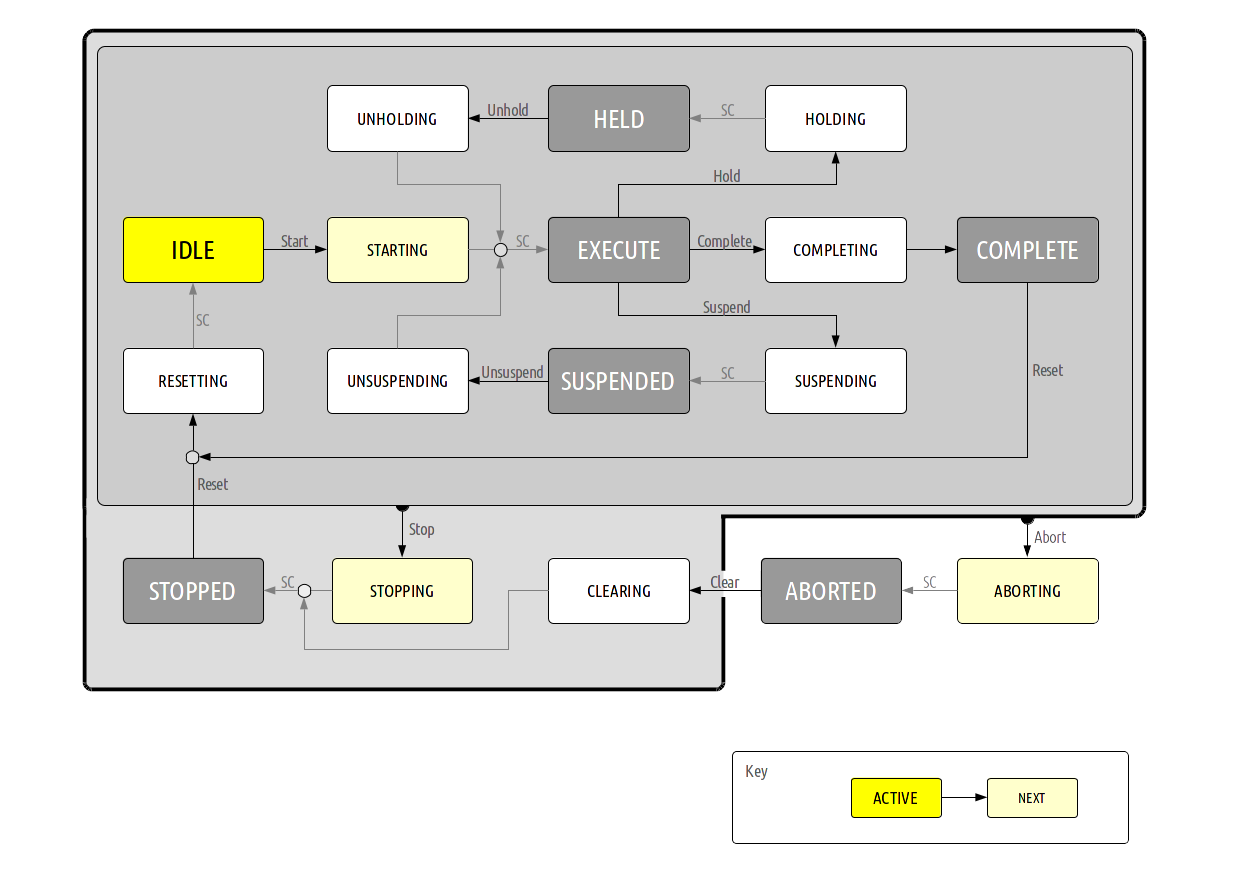 UNHOLDING
Unhold
HELD
SC
HOLDING
Hold
IDLE
Start
STARTING
SC
EXECUTE
Complete
COMPLETING
COMPLETE
Suspend
SC
RESETTING
UNSUSPENDING
Unsuspend
SUSPENDED
SC
SUSPENDING
Reset
Reset
Stop
Abort
STOPPED
SC
STOPPING
CLEARING
Clear
ABORTED
SC
ABORTING
Key
ACTIVE
NEXT